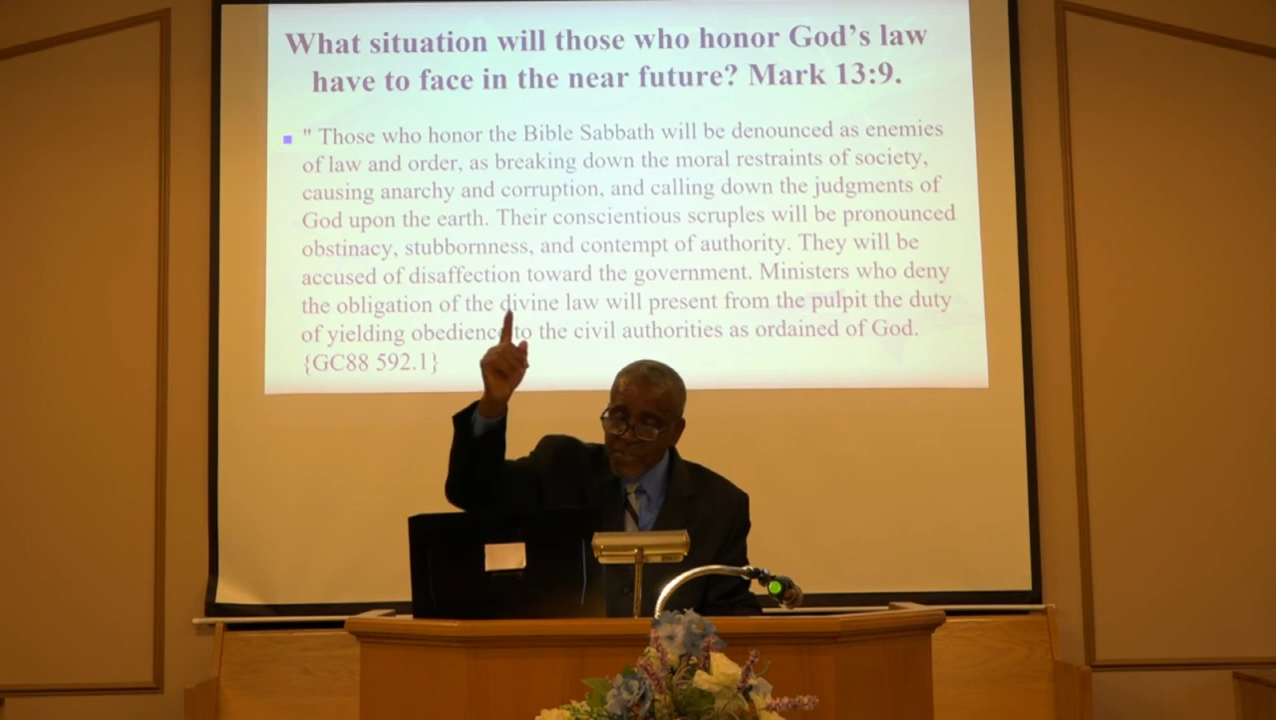 What situation will those who honor God's law
have to face in the near future? Mark 13:9.
" Those who honor the Bible Sabbath will be denounced as enemies
of law and order, as breaking down the moral restraints of society,
causing anarchy and corruption, and calling down the judgments of
God upon the earth. Their conscientious scruples will be pronounced
obstinacy, stubbornness, and contempt of authority. They will be
accused of disaffection toward the government. Ministers who deny
the obligation of the divine law will present from the pulpit the duty
of yielding obedience to the civil authorities as ordained of God.
{GC88 592.1}